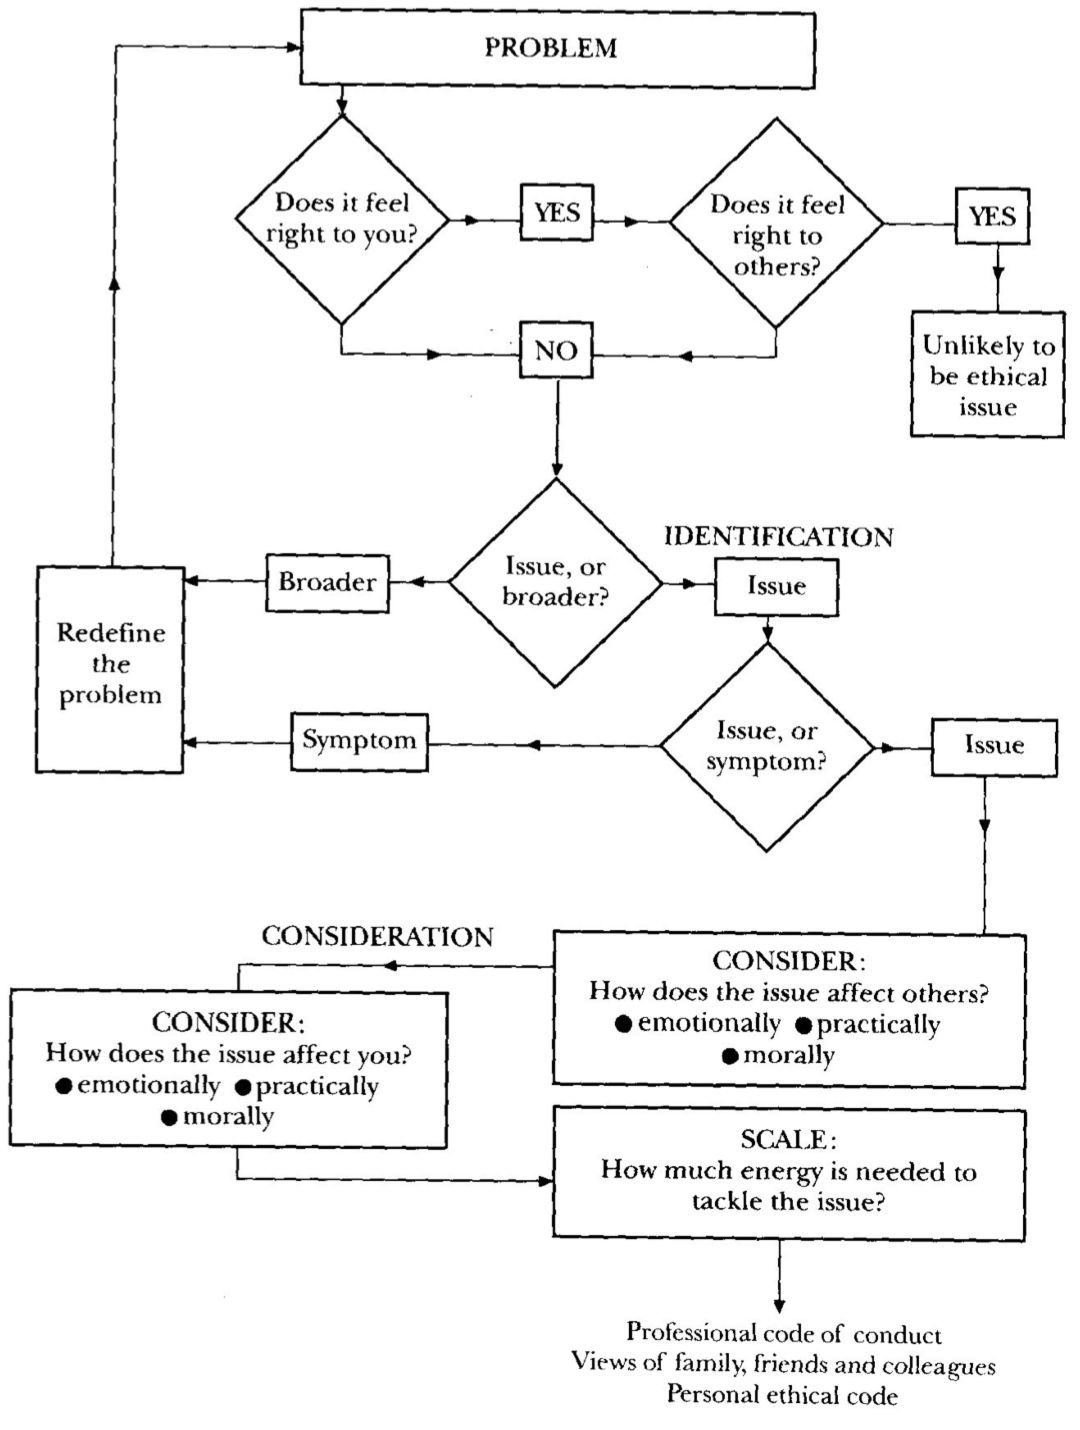 PROBLEM
Does it feel
right to you?
YES
Does it feel
right to
others?
YES
NO
Unlikely to
be ethical
issue
IDENTIFICATION
Issue, or
broader?
Broader
Issue
Redefine
the
problem
Symptom
Issue, or
symptom?
Issue
CONSIDERATION
CONSIDER:
How does the issue affect others?
● emotionally ● practically
● morally
CONSIDER:
How does the issue affect you?
● emotionally ● practically
● morally
SCALE:
How much energy is needed to
tackle the issue?
Professional code of conduct
Views of family, friends and colleagues
Personal ethical code